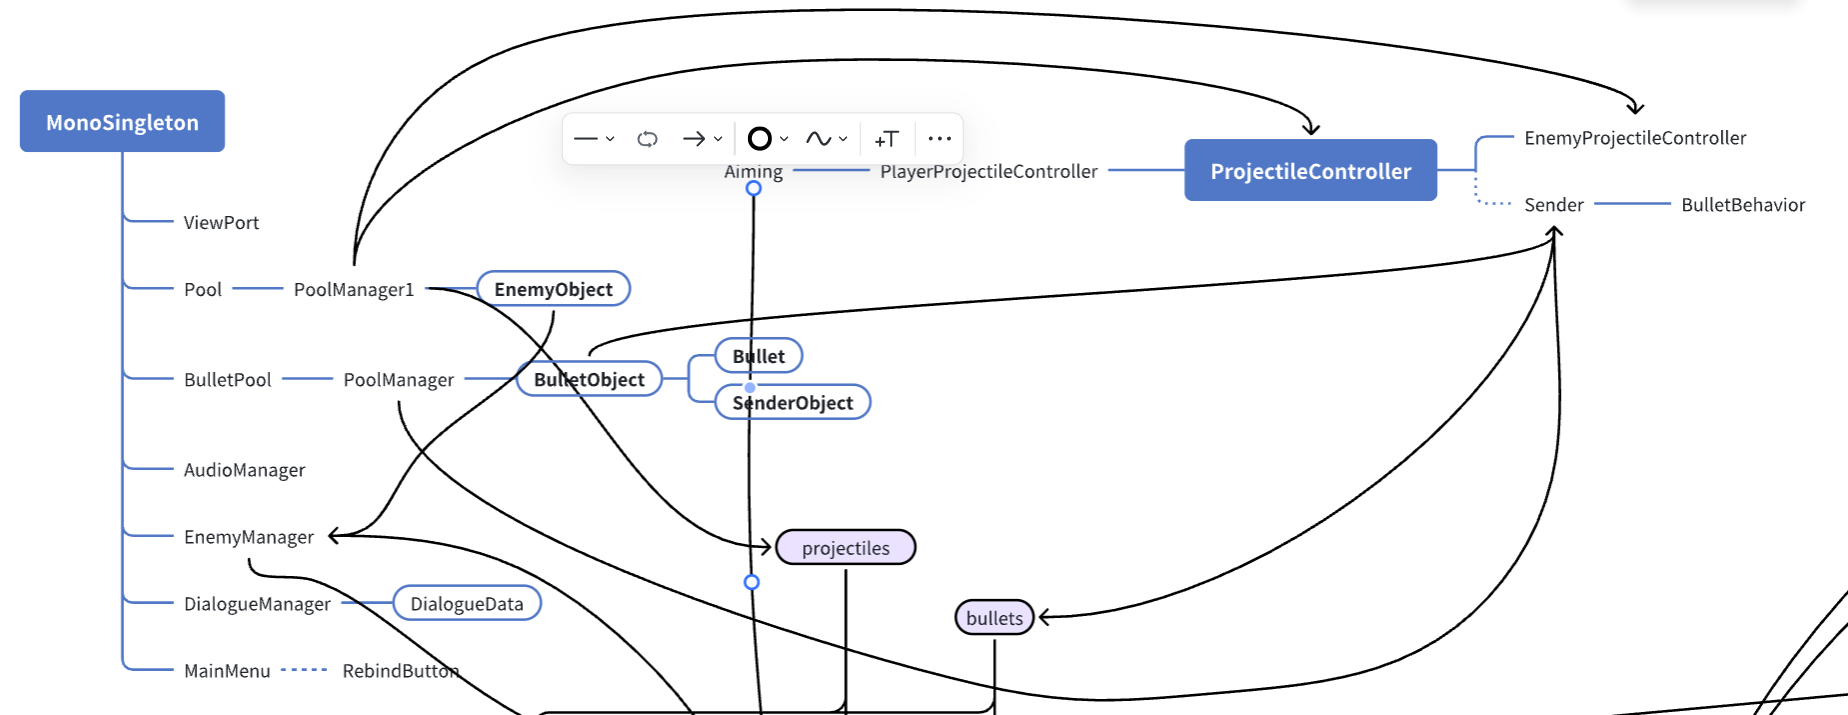 MonoSingleton
+T
Aiming
PlayerProjectileController
ProjectileController
EnemyProjectileController
Sender
BulletBehavior
ViewPort
Pool
PoolManager1
EnemyObject
BulletPool
PoolManager
BulletObject
Bullet
SenderObject
AudioManager
EnemyManager
projectiles
DialogueManager
DialogueData
bullets
MainMenu
RebindButton